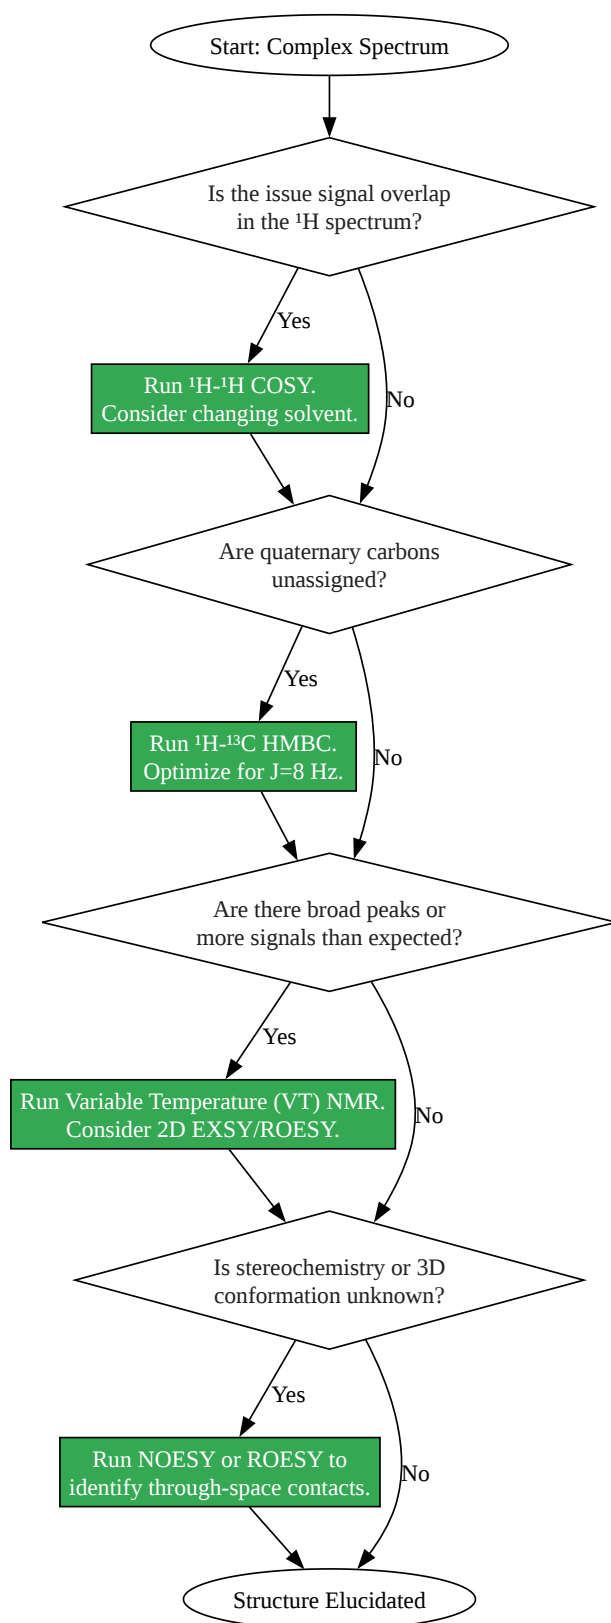 Start: Complex Spectrum
Is the issue signal overlap
in the ¹H spectrum?
Yes
Run ¹H-¹H COSY.
Consider changing solvent.
No
Are quaternary carbons
unassigned?
Yes
Run ¹H-¹³C HMBC.
Optimize for J=8 Hz.
No
Are there broad peaks or
more signals than expected?
Yes
Run Variable Temperature (VT) NMR.
Consider 2D EXSY/ROESY.
No
Is stereochemistry or 3D
conformation unknown?
Yes
Run NOESY or ROESY to
identify through-space contacts.
No
Structure Elucidated